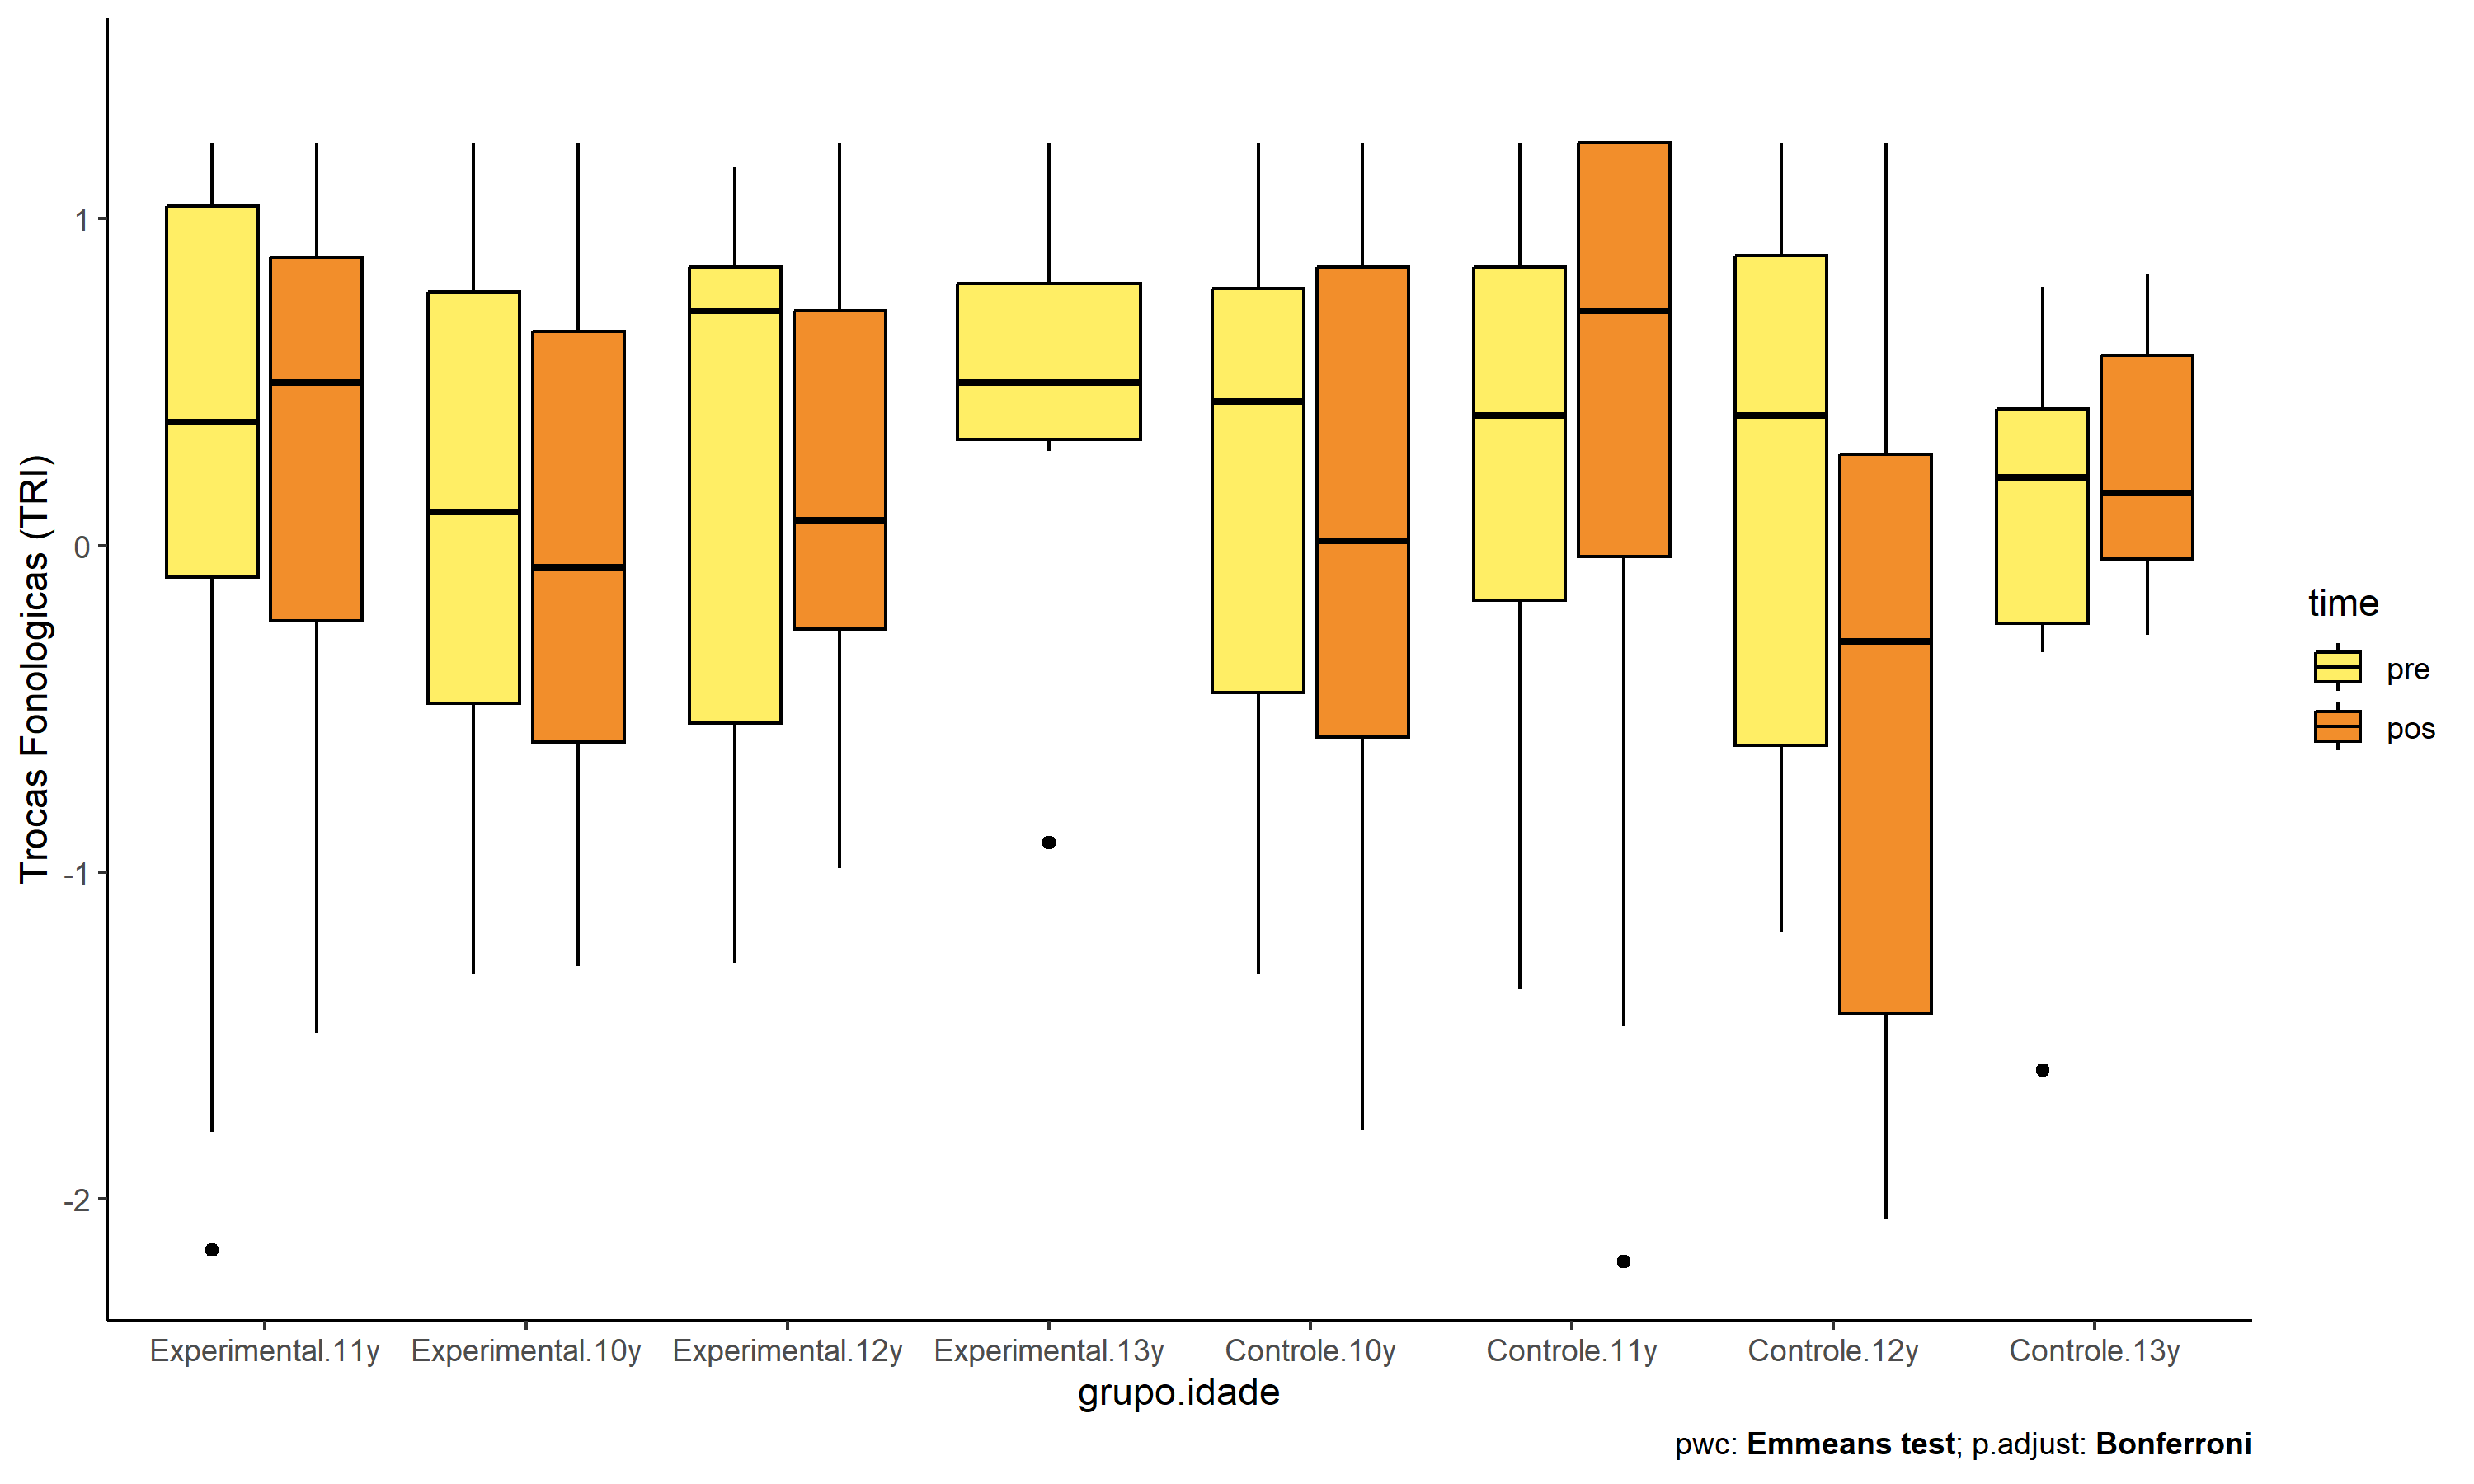 Trocas Fonologicas (TRI)
1
0
-1
-2
Experimental.11y Experimental.10y Experimental.12y Experimental.13y Controle.10y Controle.11y Controle.12y Controle.13y
grupo.idade
time
pre
pos
pwc: Emmeans test; p.adjust: Bonferroni